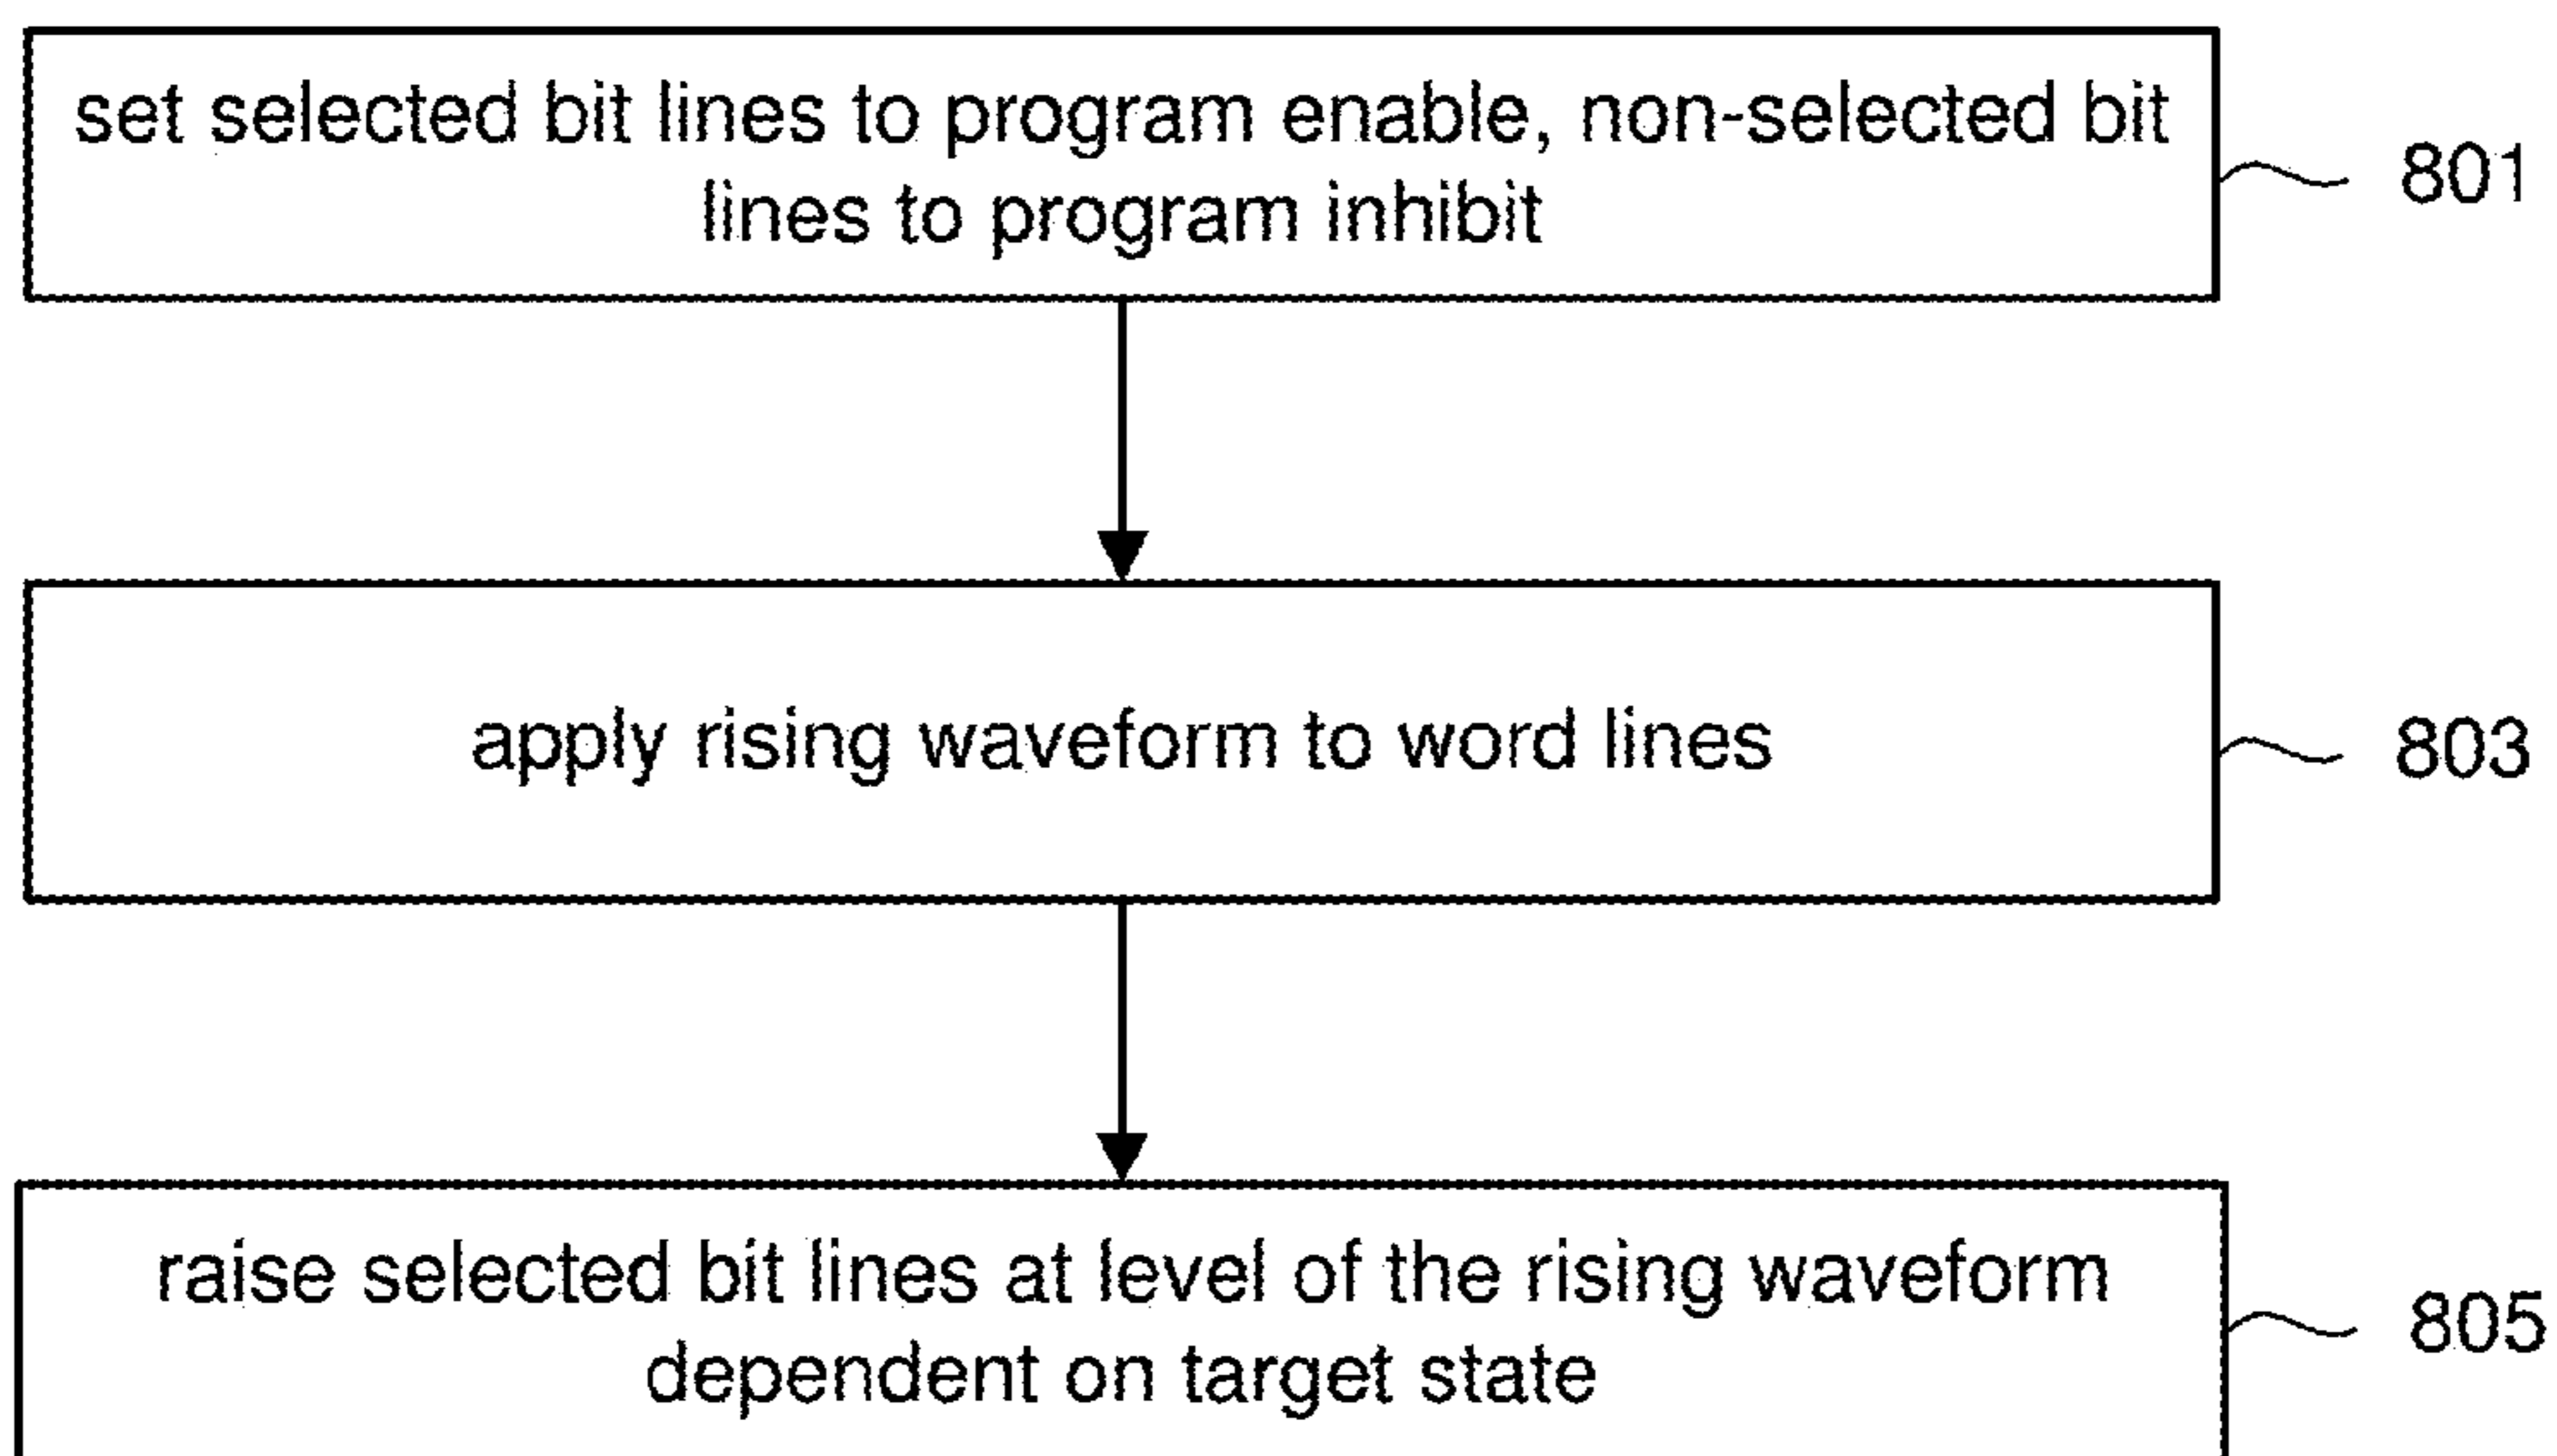 set selected bit lines to program enable, non-selected bit
lines to program inhibit
801
apply rising waveform to word lines
803
raise selected bit lines at level of the rising waveform
dependent on target state
805